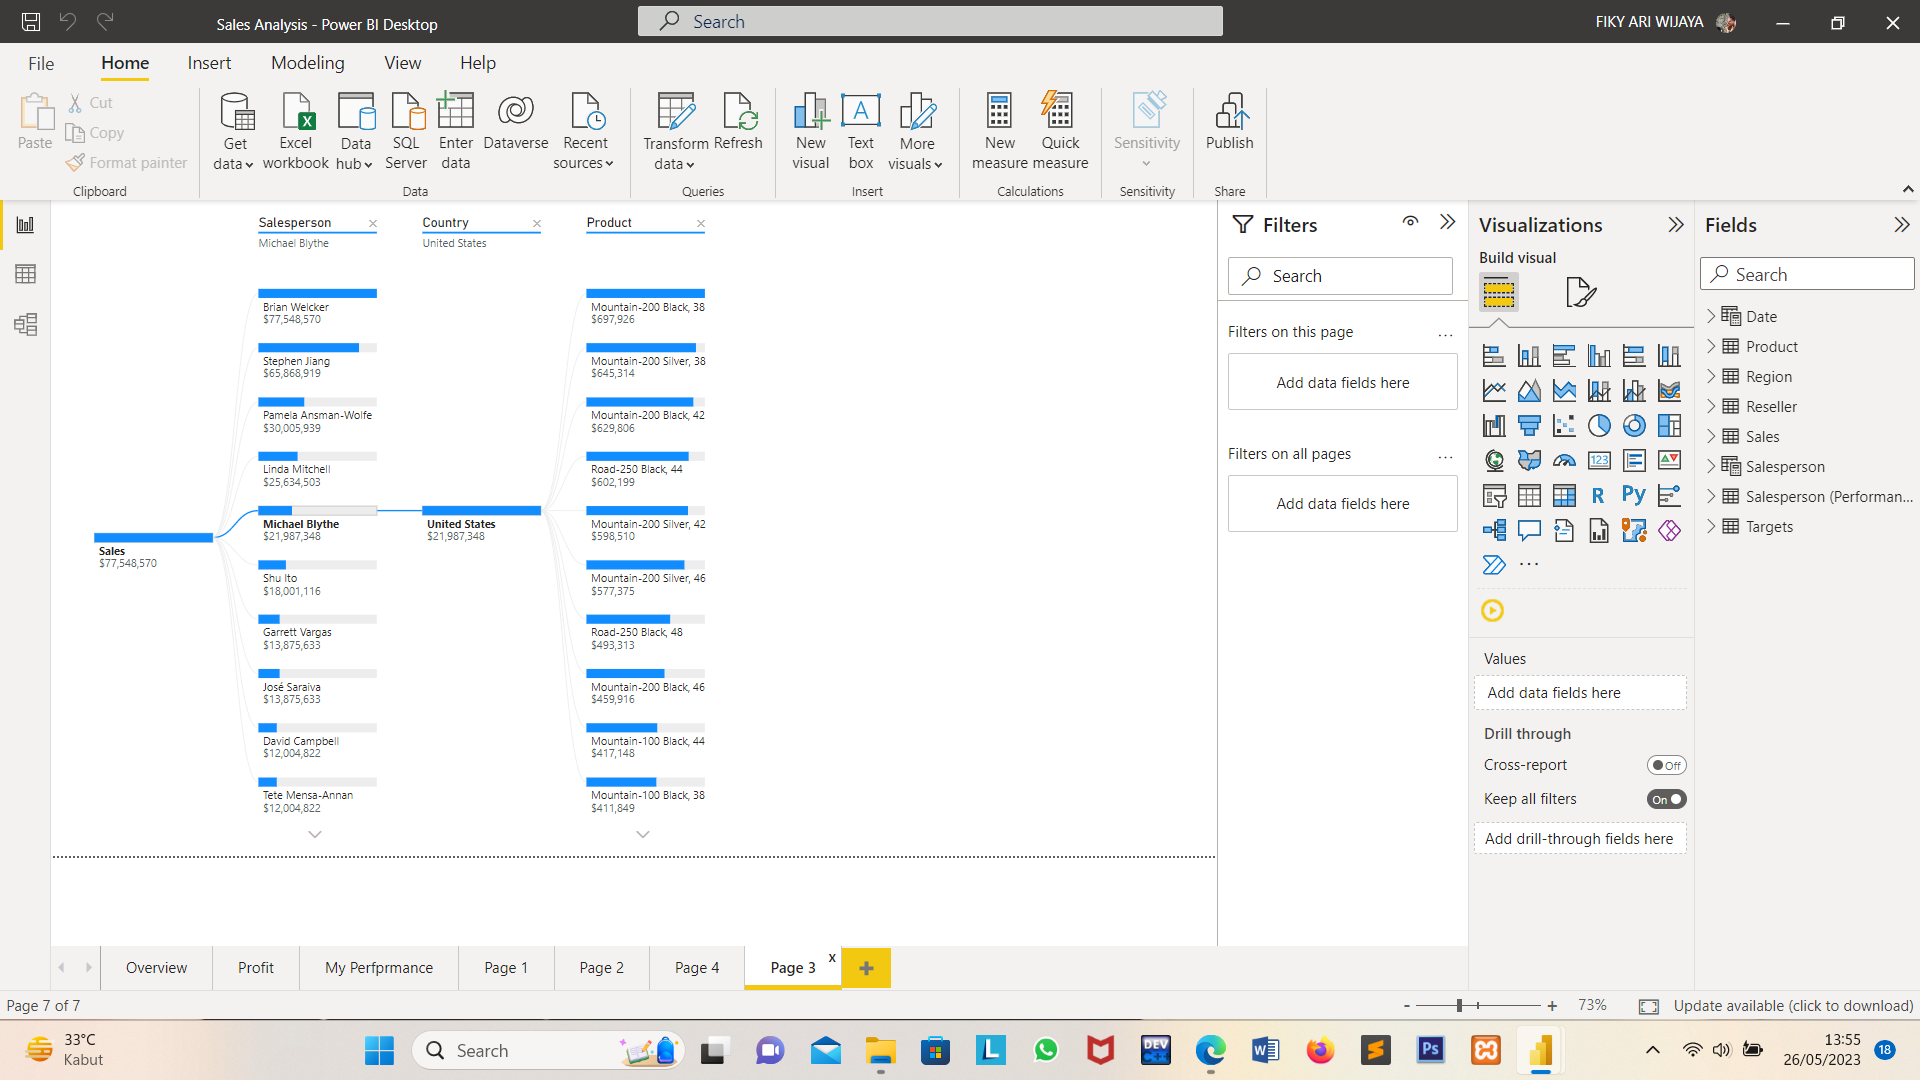 Sales Analysis - Power BI Desktop
Search
FIKY ARI WIJAYA
File
Home
Insert
Modeling
View
Help
Paste
Cut
Copy
Format painter
Clipboard
Get data
Excel workbook
Data hub
SQL Server
Enter data
Dataverse
Recent sources
Data
Transform data
Refresh
Queries
New visual
Text box
More visuals
Insert
New measure
Quick measure
Calculations
Sensitivity
Sensitivity
Publish
Share
Salesperson
Michael Blythe
Country
United States
Product
Sales
$77,548,570
Brian Welcker
$77,548,570
Stephen Jiang
$65,868,919
Pamela Ansman-Wolfe
$30,005,939
Linda Mitchell
$25,634,503
Michael Blythe
$21,987,348
Shu Ito
$18,001,116
Garrett Vargas
$13,875,633
José Saraiva
$13,875,633
David Campbell
$12,004,822
Tete Mensa-Annan
$12,004,822
United States
$21,987,348
Mountain-200 Black, 38
$697,926
Mountain-200 Silver, 38
$645,314
Mountain-200 Black, 42
$629,806
Road-250 Black, 44
$602,199
Mountain-200 Silver, 42
$598,510
Mountain-200 Silver, 46
$577,375
Road-250 Black, 48
$493,313
Mountain-200 Black, 46
$459,916
Mountain-100 Black, 44
$417,148
Mountain-100 Black, 38
$411,849
Filters
Search
Filters on this page
...
Add data fields here
Filters on all pages
...
Add data fields here
Visualizations
Build visual
123
R
Py
...
Values
Add data fields here
Drill through
Cross-report
Off
Keep all filters
On
Add drill-through fields here
Fields
Search
Date
Product
Region
Reseller
Sales
Salesperson
Salesperson (Performan...
Targets
Overview
Profit
My Perfprmance
Page 1
Page 2
Page 4
Page 3
x
+
Page 7 of 7
-
+
73%
Update available (click to download)
33°C
Kabut
Search
L
DEV
Ps
13:55
26/05/2023
18